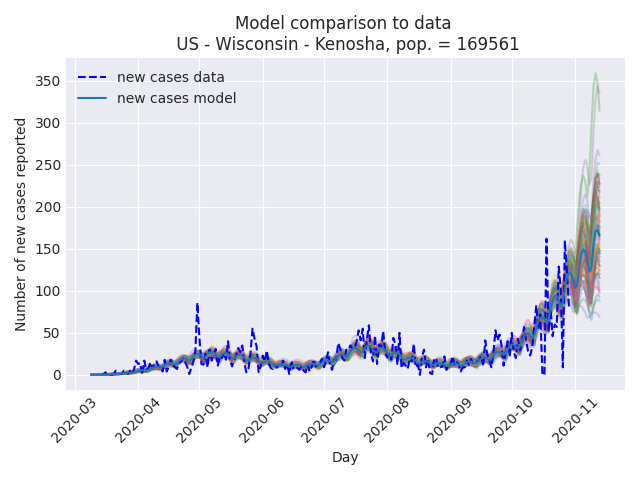 Model comparison to data
US - Wisconsin - Kenosha, pop. = 169561
new cases data
new cases model
Number of new cases reported
350
300
250
200
150
100
50
0
2020-03
2020-04
2020-05
2020-06
2020-07
2020-08
2020-09
2020-10
2020-11
Day